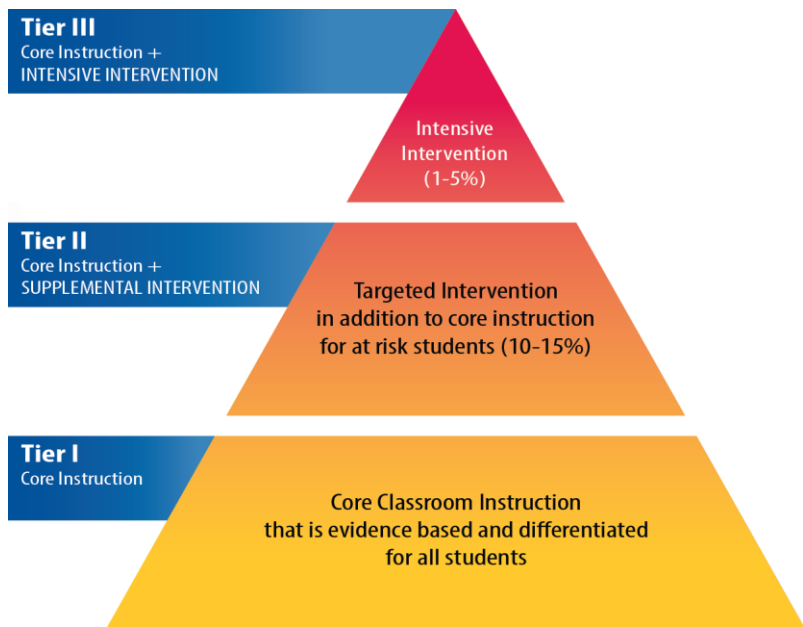 Tier III
Core Instruction +
INTENSIVE INTERVENTION
Intensive
Intervention
(1-5%)
Tier II
Core Instruction +
SUPPLEMENTAL INTERVENTION
Targeted Intervention
in addition to core instruction
for at risk students (10-15%)
Tier I
Core Instruction
Core Classroom Instruction
that is evidence based and differentiated
for all students